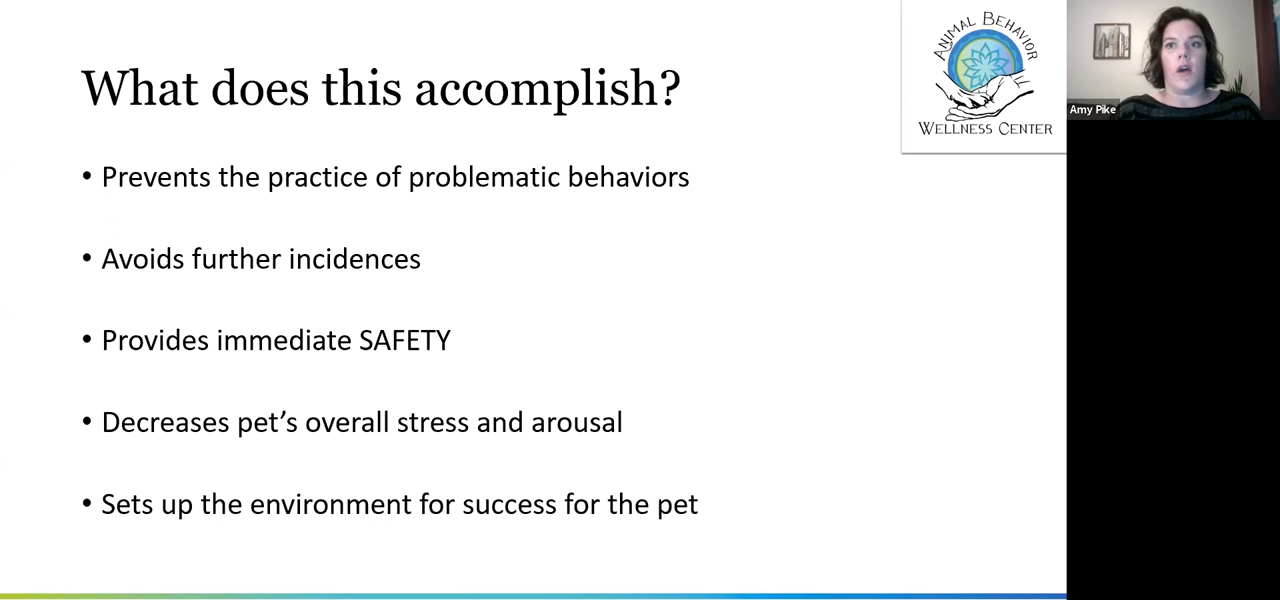 What does this accomplish?
• Prevents the practice of problematic behaviors
• Avoids further incidences
• Provides immediate SAFETY
• Decreases pet’s overall stress and arousal
• Sets up the environment for success for the pet
ANIMAL BEHAVIOR
WELLNESS CENTER
Amy Pike